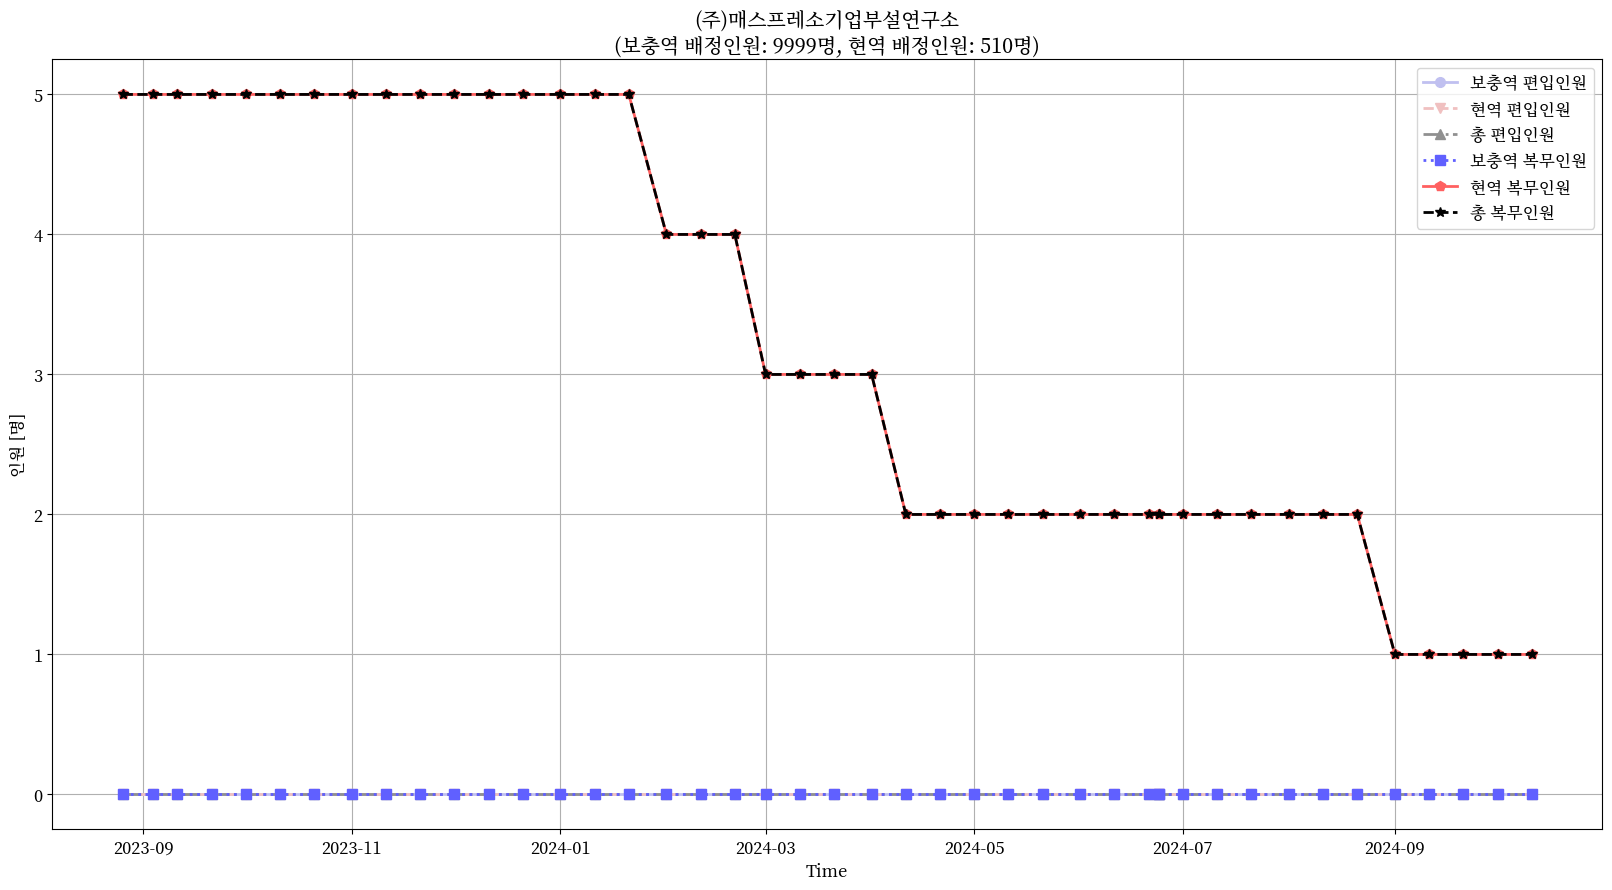 (주)매스프레소기업부설연구소
(보충역 배정인원: 9999명, 현역 배정인원: 510명)
보충역 편입인원
현역 편입인원
총 편입인원
보충역 복무인원
현역 복무인원
총 복무인원
5
4
3
2
1
0
인원 [명]
2023-09 2023-11 2024-01 2024-03 2024-05 2024-07 2024-09
Time